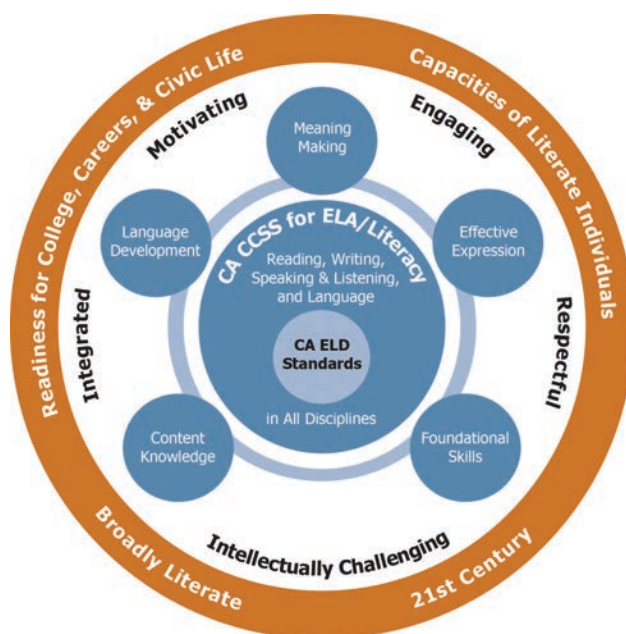 Readiness for College, Careers, & Civic Life
Capacities of Literate Individuals
Motivating
Engaging
Meaning
Making
Language
Development
Effective
Expression
CA CCSS for ELA/Literacy
Reading, Writing,
Speaking & Listening,
and Language
CA ELD
Standards
in All Disciplines
Integrated
Respectful
Content
Knowledge
Foundational
Skills
Intellectually Challenging
Broadly Literate
21st Century